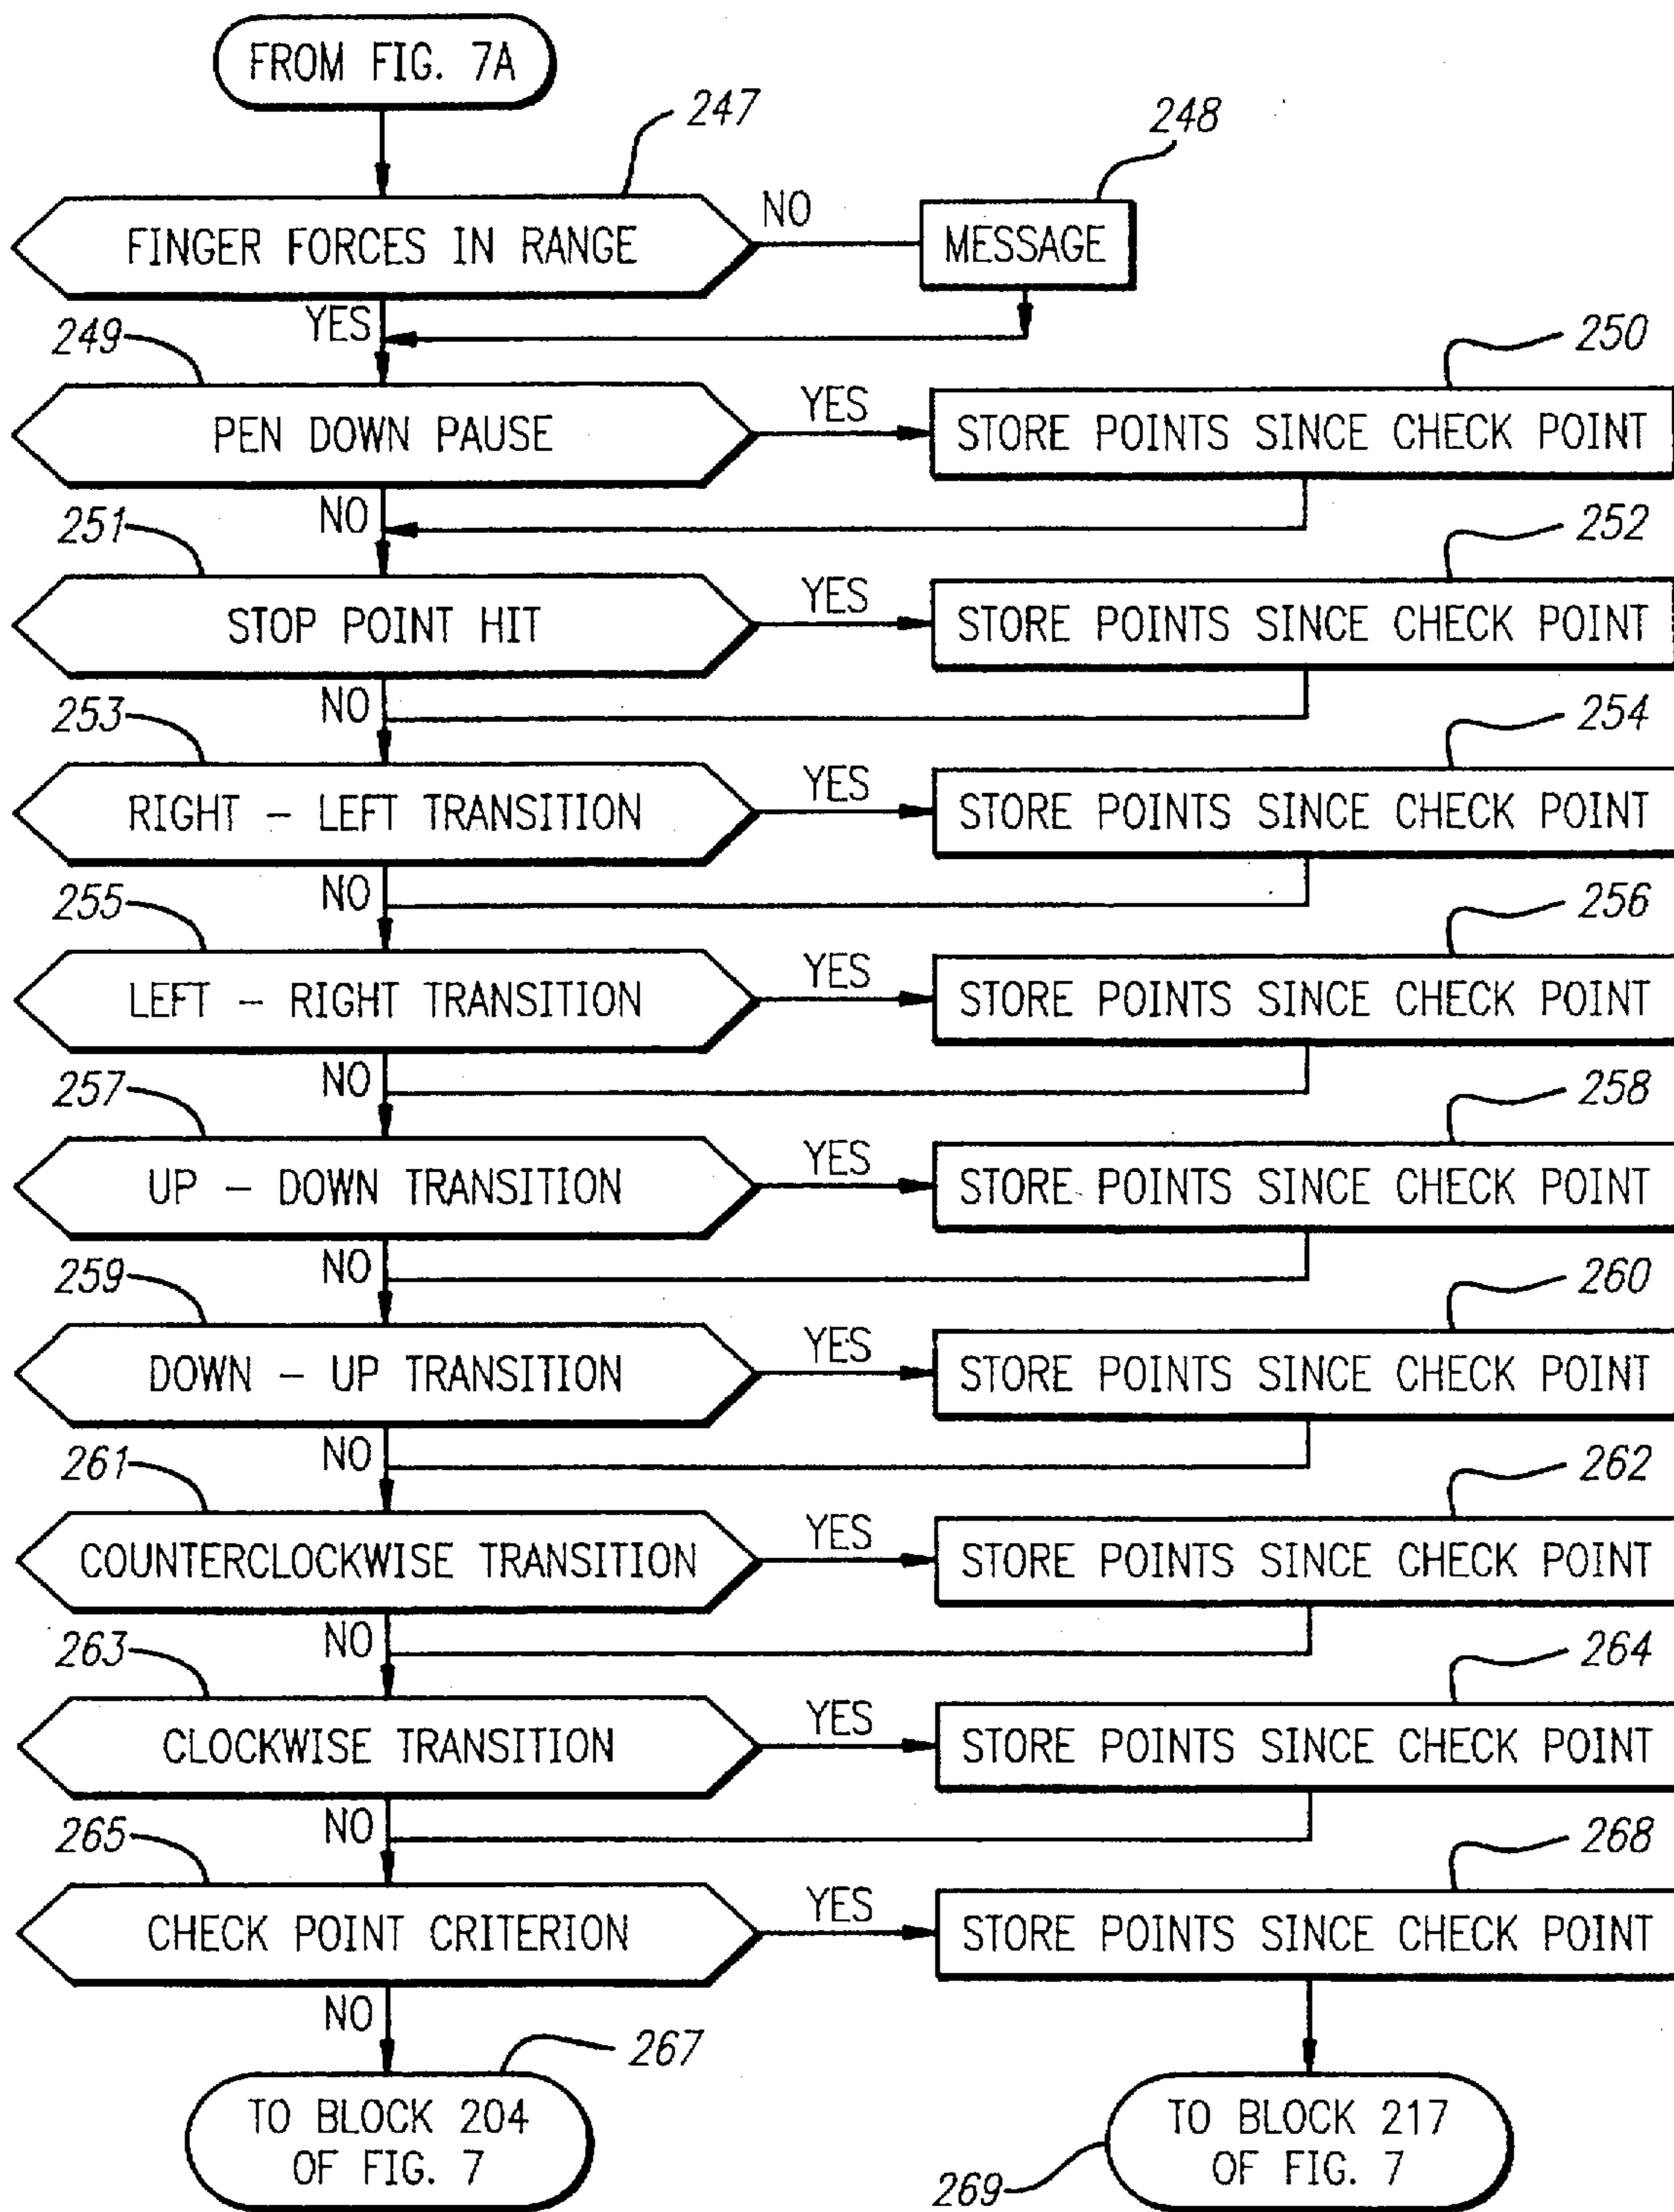 FROM FIG. 7A
247
248
FINGER FORCES IN RANGE
NO
MESSAGE
YES
249
250
PEN DOWN PAUSE
YES
STORE POINTS SINCE CHECK POINT
NO
251
252
STOP POINT HIT
YES
STORE POINTS SINCE CHECK POINT
NO
253
254
RIGHT - LEFT TRANSITION
YES
STORE POINTS SINCE CHECK POINT
NO
255
256
LEFT - RIGHT TRANSITION
YES
STORE POINTS SINCE CHECK POINT
NO
257
258
UP - DOWN TRANSITION
YES
STORE POINTS SINCE CHECK POINT
NO
259
260
DOWN - UP TRANSITION
YES
STORE POINTS SINCE CHECK POINT
NO
261
262
COUNTERCLOCKWISE TRANSITION
YES
STORE POINTS SINCE CHECK POINT
NO
263
264
CLOCKWISE TRANSITION
YES
STORE POINTS SINCE CHECK POINT
NO
265
268
CHECK POINT CRITERION
YES
STORE POINTS SINCE CHECK POINT
NO
267
TO BLOCK 204
OF FIG. 7
TO BLOCK 217
OF FIG. 7
269